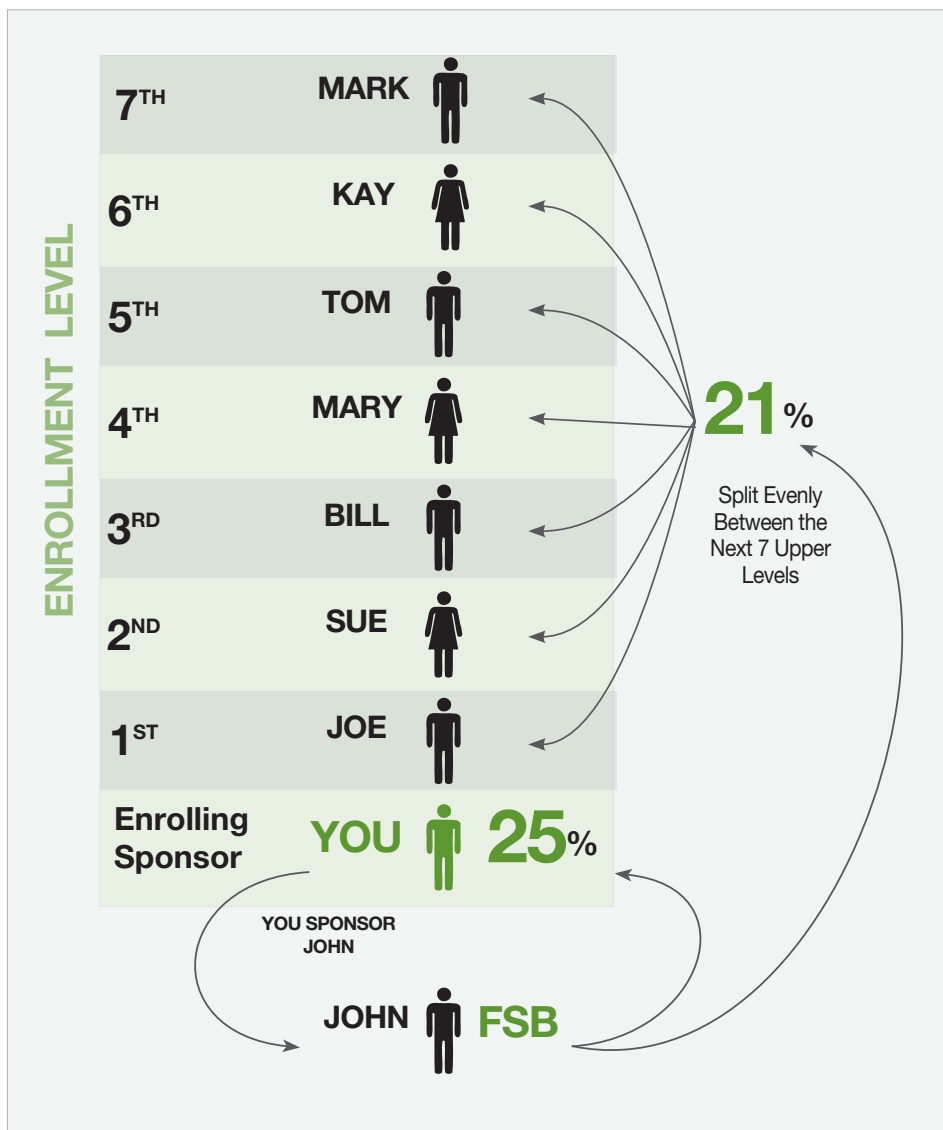 ENROLLMENT LEVEL
7TH MARK
6TH KAY
5TH TOM
4TH MARY
3RD BILL
2ND SUE
1ST JOE
21%
Split Evenly
Between the
Next 7 Upper
Levels
Enrolling
Sponsor
YOU 25%
YOU SPONSOR
JOHN
JOHN FSB